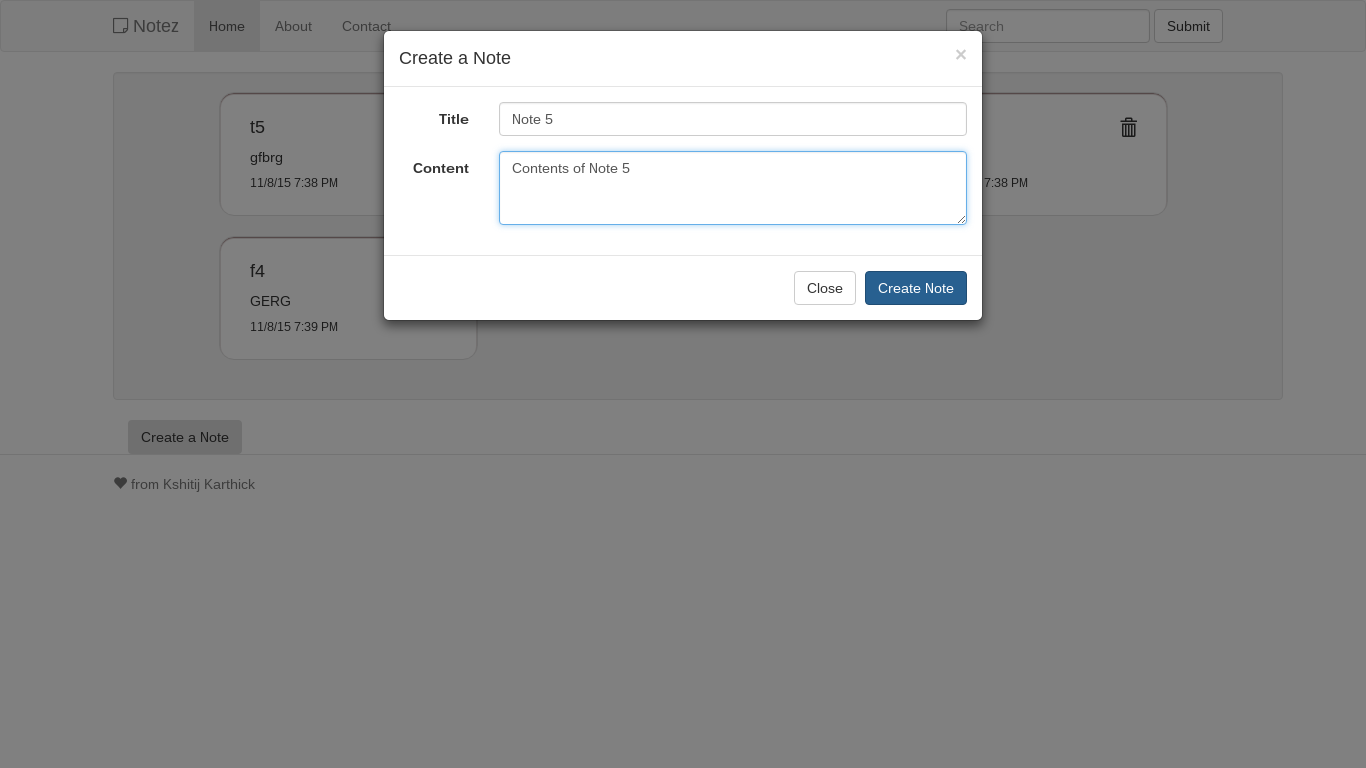 Notez Home About Contact Search Submit
Create a Note ×
Title Note 5
Content Contents of Note 5
Close Create Note
t5
gfbrg
11/8/15 7:38 PM
7:38 PM
f4
GERG
11/8/15 7:39 PM
Create a Note
from Kshitij Karthick